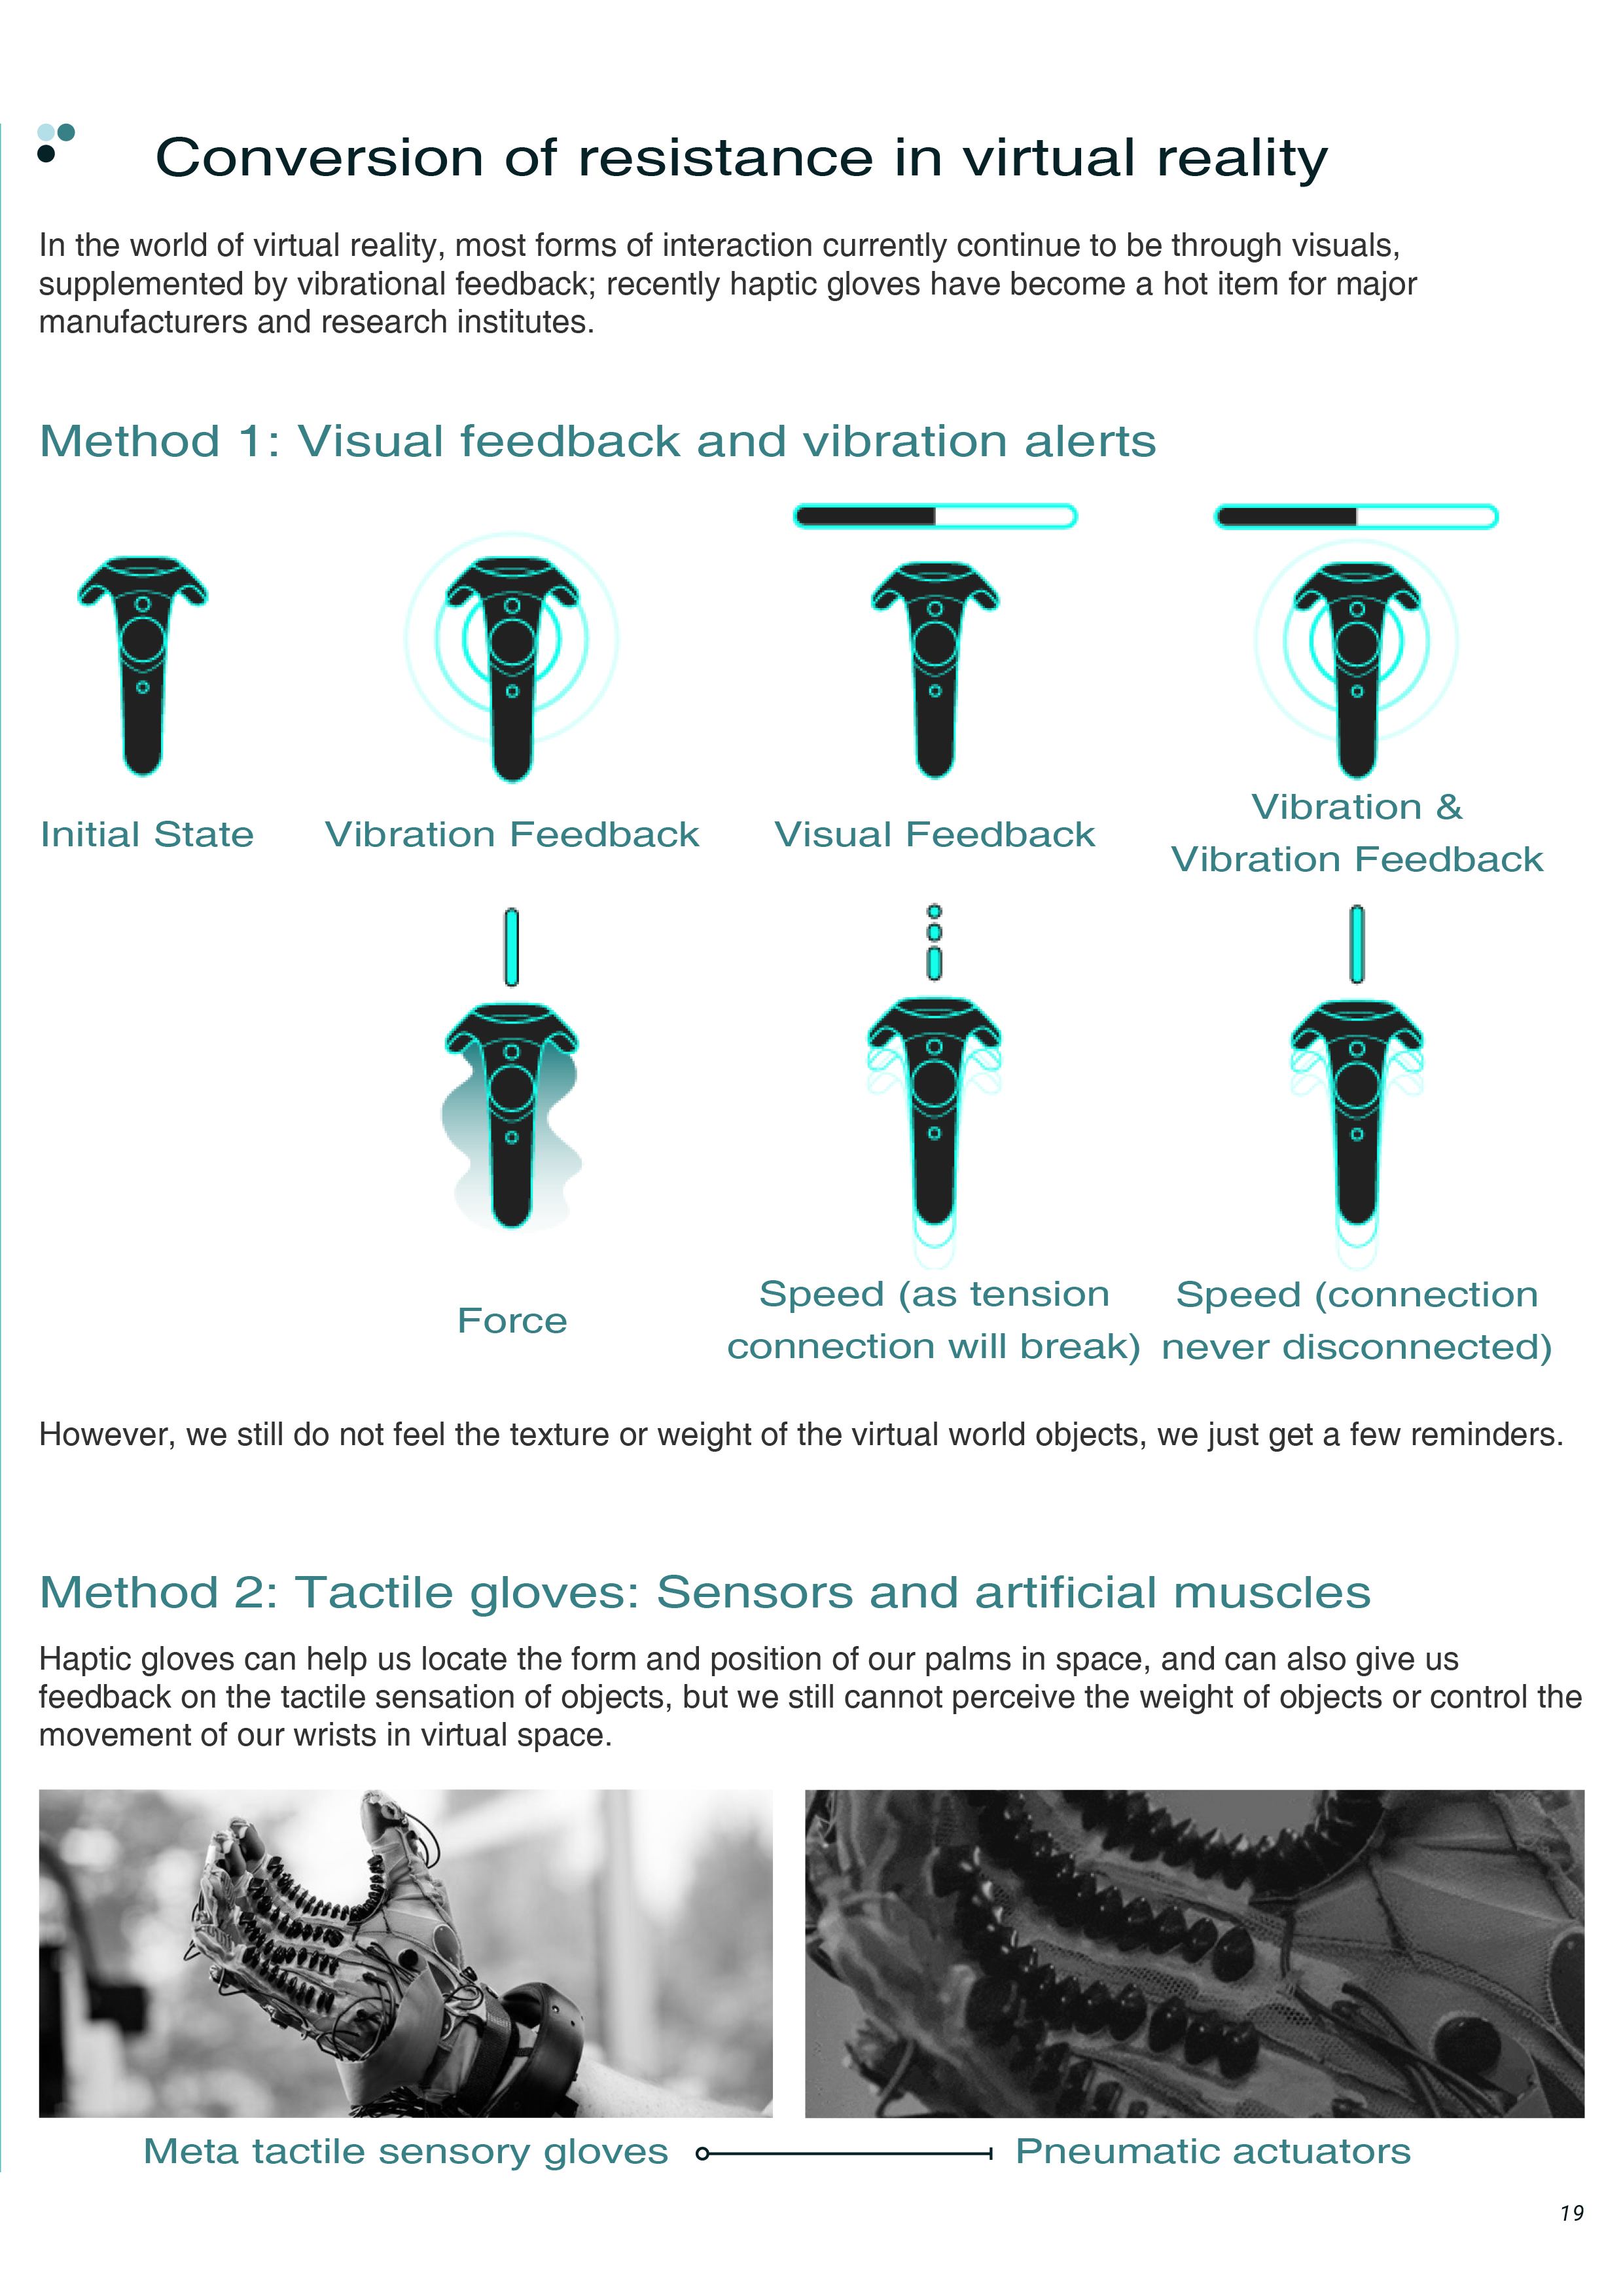 Conversion of resistance in virtual reality
In the world of virtual reality, most forms of interaction currently continue to be through visuals,
supplemented by vibrational feedback; recently haptic gloves have become a hot item for major
manufacturers and research institutes.
Method 1: Visual feedback and vibration alerts
Initial State
Vibration Feedback
Visual Feedback
Vibration &
Vibration Feedback
Force
Speed (as tension
connection will break)
Speed (connection
never disconnected)
However, we still do not feel the texture or weight of the virtual world objects, we just get a few reminders.
Method 2: Tactile gloves: Sensors and artificial muscles
Haptic gloves can help us locate the form and position of our palms in space, and can also give us
feedback on the tactile sensation of objects, but we still cannot perceive the weight of objects or control the
movement of our wrists in virtual space.
Meta tactile sensory gloves
Pneumatic actuators
19